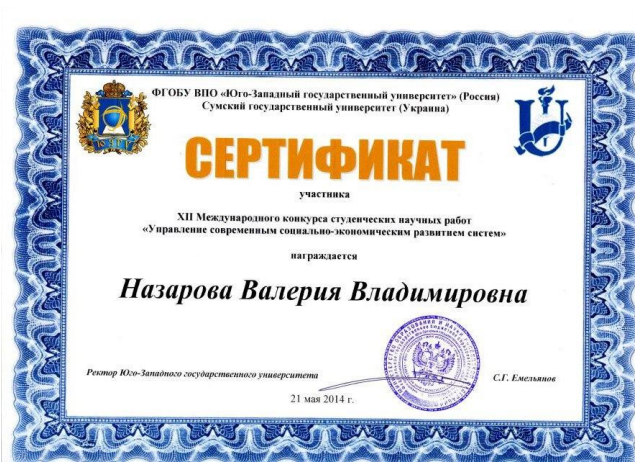 ФГОБУ ВПО «Юго-Западный государственный университет» (Россия)
Сумский государственный университет (Украина)
СЕРТИФИКАТ
участника
XII Международного конкурса студенческих научных работ
«Управление современным социально-экономическим развитием систем»
награждается
Назарова Валерия Владимировна
Ректор Юго-Западного государственного университета
С.Г. Емельянов
21 мая 2014 г.